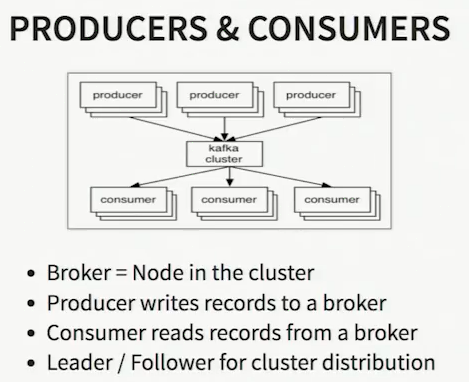 PRODUCERS & CONSUMERS
producer
producer
producer
kafka
cluster
consumer
consumer
consumer
• Broker = Node in the cluster
• Producer writes records to a broker
• Consumer reads records from a broker
• Leader / Follower for cluster distribution